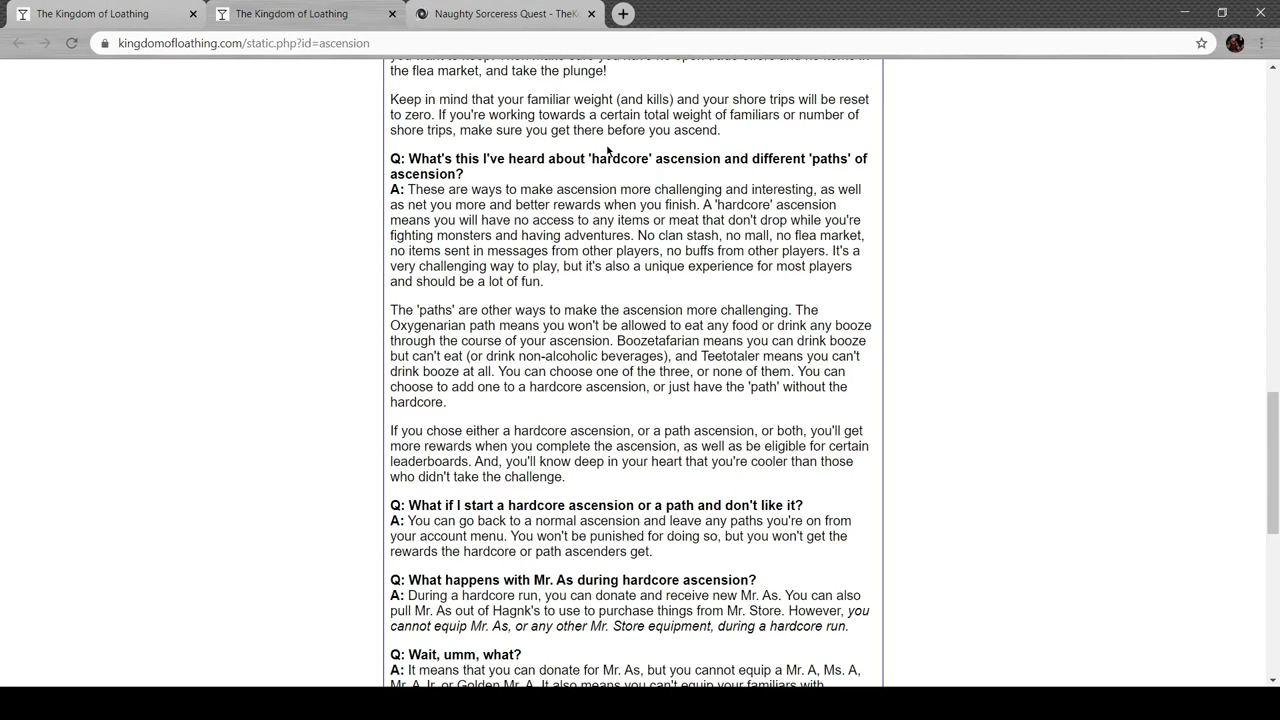 The Kingdom of Loathing
The Kingdom of Loathing
Naughty Sorceress Quest - TheK
kingdomofloathing.com/static.php?id=ascension
the flea market, and take the plunge!
Keep in mind that your familiar weight (and kills) and your shore trips will be reset
to zero. If you're working towards a certain total weight of familiars or number of
shore trips, make sure you get there before you ascend.
Q: What's this I've heard about 'hardcore' ascension and different 'paths' of
ascension?
A: These are ways to make ascension more challenging and interesting, as well
as net you more and better rewards when you finish. A 'hardcore' ascension
means you will have no access to any items or meat that don't drop while you're
fighting monsters and having adventures. No clan stash, no mall, no flea market,
no items sent in messages from other players, no buffs from other players. It's a
very challenging way to play, but it's also a unique experience for most players
and should be a lot of fun.
The 'paths' are other ways to make the ascension more challenging. The
Oxygenarian path means you won't be allowed to eat any food or drink any booze
through the course of your ascension. Boozetafarian means you can drink booze
but can't eat (or drink non-alcoholic beverages), and Teetotaler means you can't
drink booze at all. You can choose one of the three, or none of them. You can
choose to add one to a hardcore ascension, or just have the 'path' without the
hardcore.
If you chose either a hardcore ascension, or a path ascension, or both, you'll get
more rewards when you complete the ascension, as well as be eligible for certain
leaderboards. And, you'll know deep in your heart that you're cooler than those
who didn't take the challenge.
Q: What if I start a hardcore ascension or a path and don't like it?
A: You can go back to a normal ascension and leave any paths you're on from
your account menu. You won't be punished for doing so, but you won't get the
rewards the hardcore or path ascenders get.
Q: What happens with Mr. As during hardcore ascension?
A: During a hardcore run, you can donate and receive new Mr. As. You can also
pull Mr. As out of Hagnk's to use to purchase things from Mr. Store. However, you
cannot equip Mr. As, or any other Mr. Store equipment, during a hardcore run.
Q: Wait, umm, what?
A: It means that you can donate for Mr. As, but you cannot equip a Mr. A, Ms. A,
Mr. A Jr. or Golden Mr. A. It also means you can't equip your familiars with